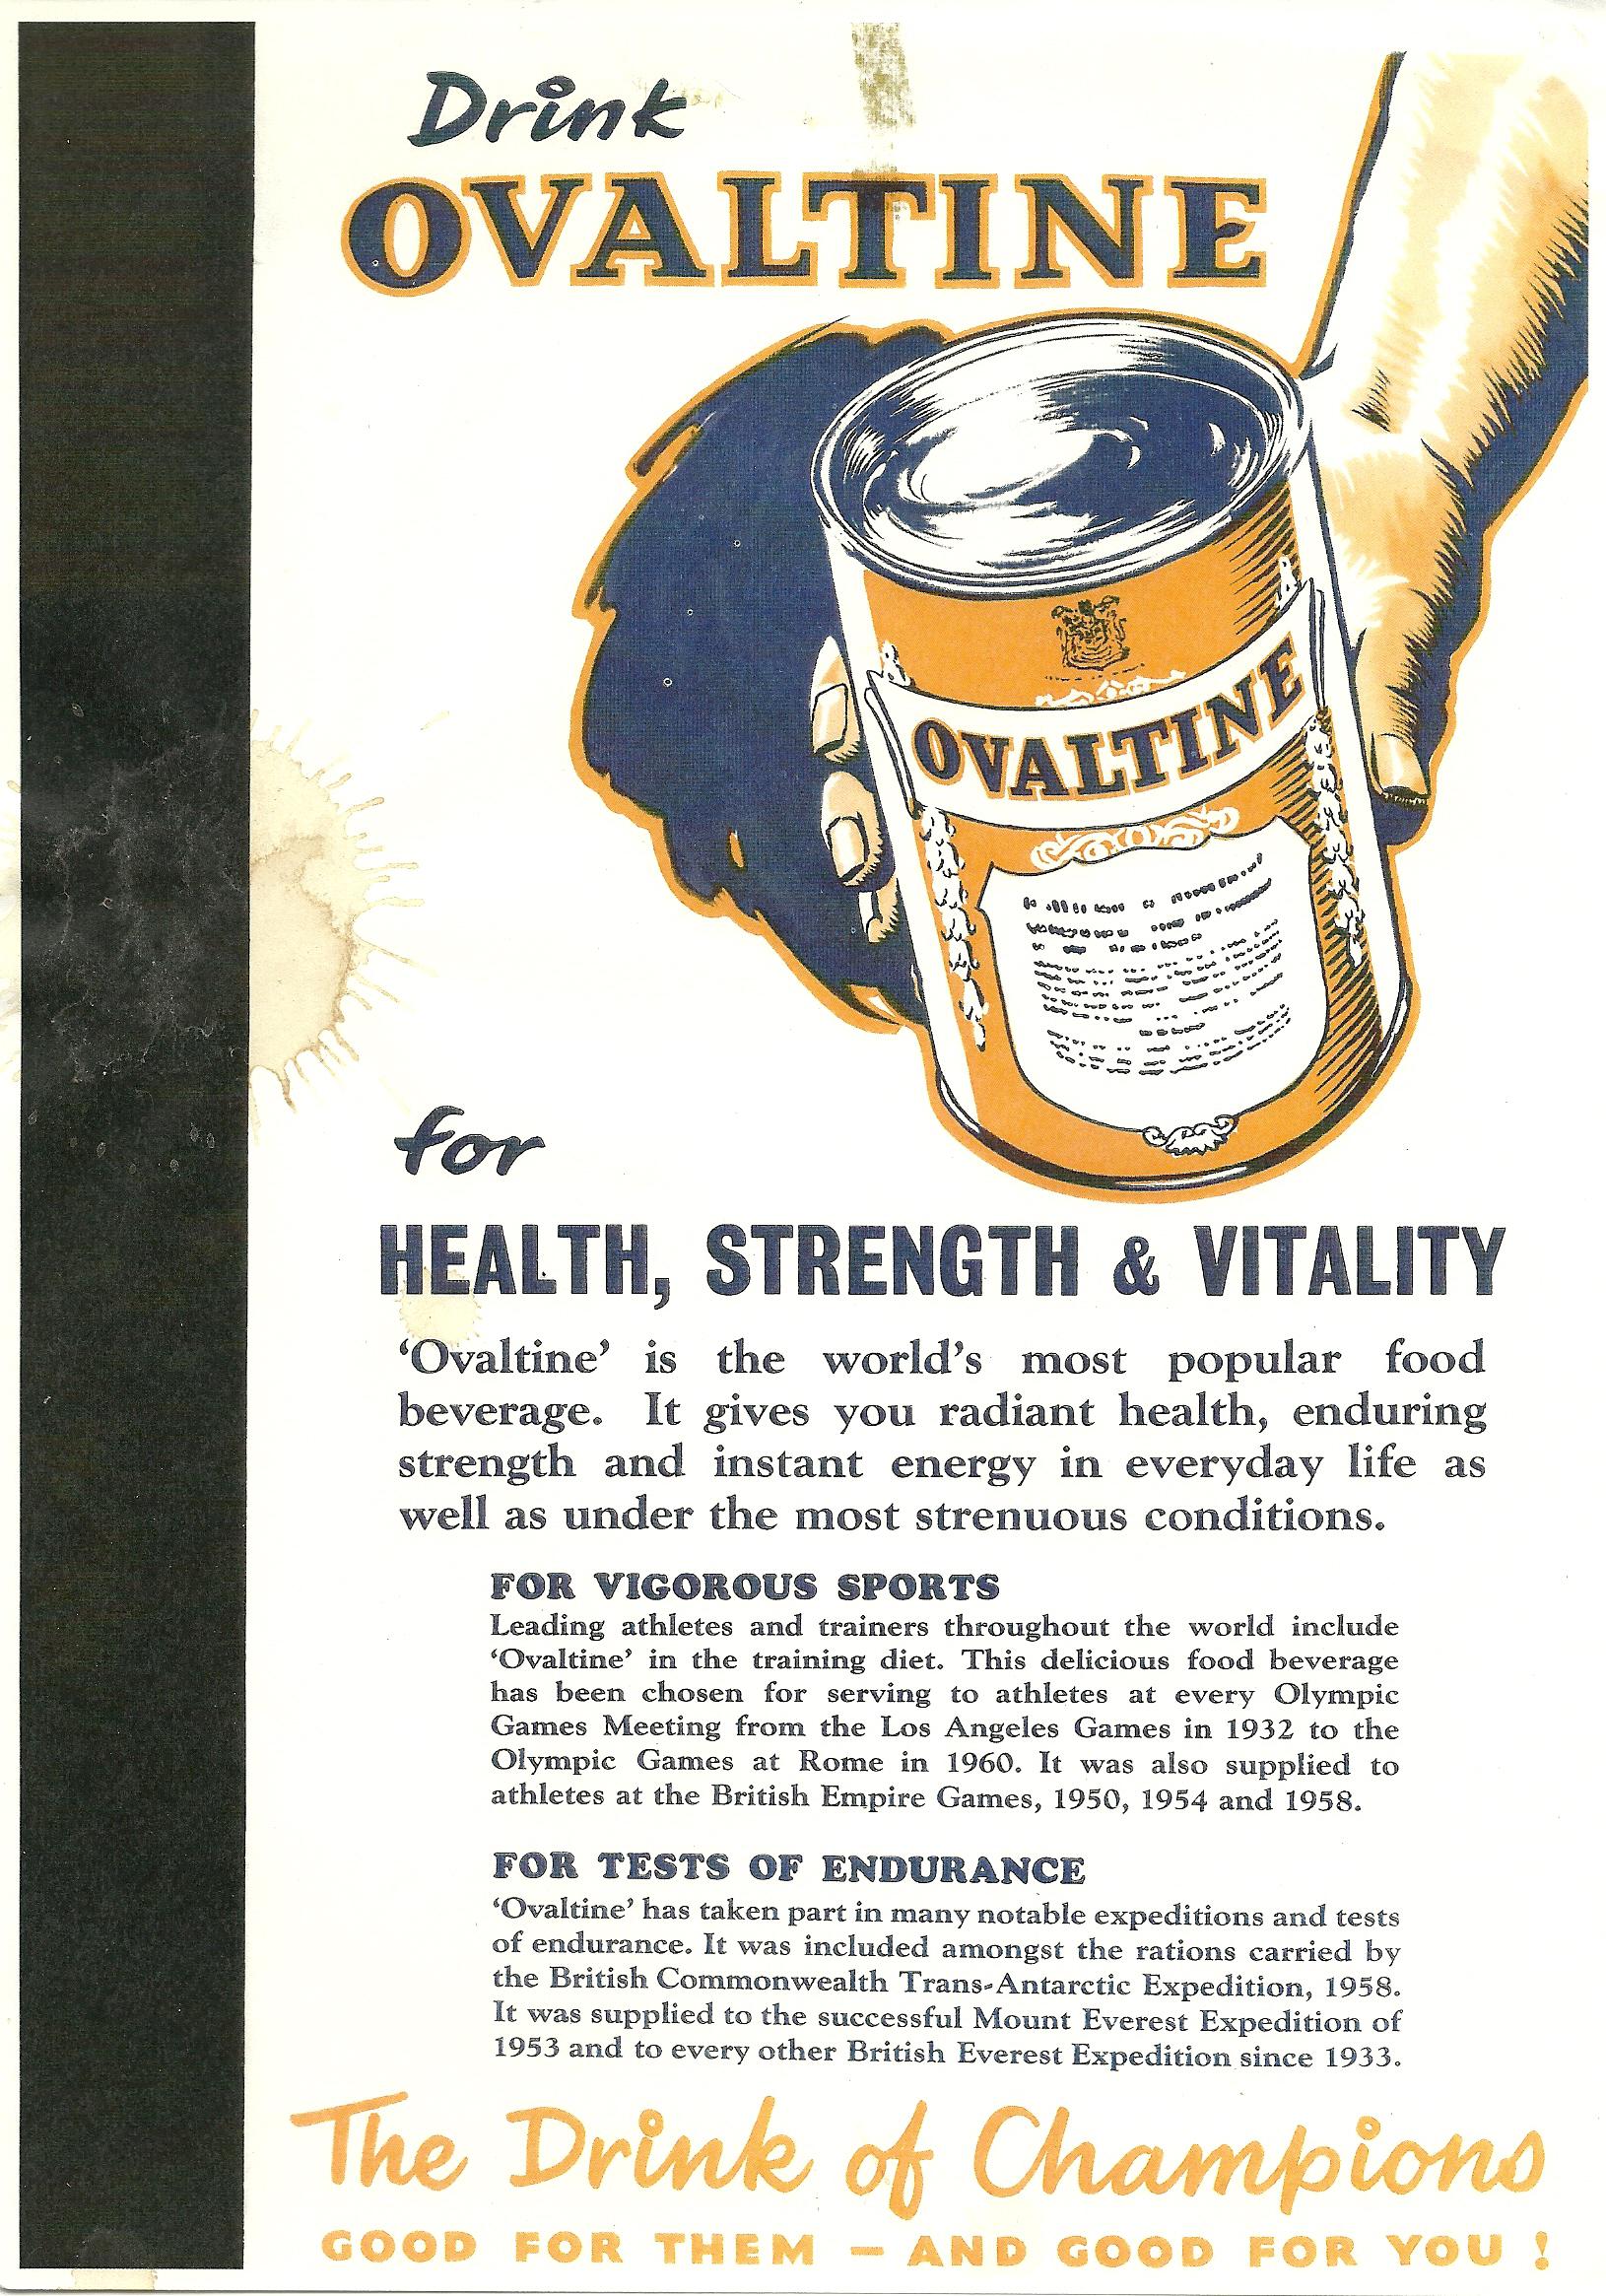 Drink
OVALTINE
OVALTINE
for
HEALTH, STRENGTH & VITALITY
‘Ovaltine’ is the world’s most popular food
beverage. It gives you radiant health, enduring
strength and instant energy in everyday life as
well as under the most strenuous conditions.
FOR VIGOROUS SPORTS
Leading athletes and trainers throughout the world include
‘Ovaltine’ in the training diet. This delicious food beverage
has been chosen for serving to athletes at every Olympic
Games Meeting from the Los Angeles Games in 1932 to the
Olympic Games at Rome in 1960. It was also supplied to
athletes at the British Empire Games, 1950, 1954 and 1958.
FOR TESTS OF ENDURANCE
‘Ovaltine’ has taken part in many notable expeditions and tests
of endurance. It was included amongst the rations carried by
the British Commonwealth Trans-Antarctic Expedition, 1958.
It was supplied to the successful Mount Everest Expedition of
1953 and to every other British Everest Expedition since 1933.
The Drink of Champions
GOOD FOR THEM — AND GOOD FOR YOU !